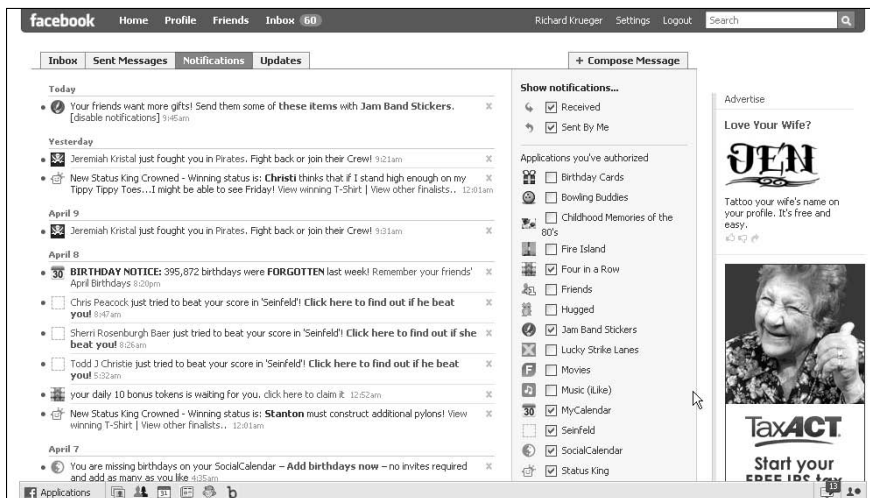 facebook Home Profile Friends Inbox 60 Richard Krueger Settings Logout Search
Inbox Sent Messages Notifications Updates + Compose Message
Today
Your friends want more gifts! Send them some of these items with Jam Band Stickers. x
[disable notifications] 9:45am
Yesterday
Jeremiah Kristal just fought you in Pirates. Fight back or join their Crew! 9:21am x
New Status King Crowned - Winning status is: Christi thinks that if I stand high enough on my x
Tippy Tippy Toes...I might be able to see Friday! View winning T-Shirt | View other finalists.. 12:01am
April 9
Jeremiah Kristal just fought you in Pirates. Fight back or join their Crew! 9:31am x
April 8
30 BIRTHDAY NOTICE: 395,872 birthdays were FORGOTTEN last week! Remember your friends' x
April Birthdays 8:20pm
Chris Peacock just tried to beat your score in 'Seinfeld'! Click here to find out if he beat x
you! 8:47am
Sherri Rosenburgh Baer just tried to beat your score in 'Seinfeld'! Click here to find out if she x
beat you! 8:26am
Todd J Christie just tried to beat your score in 'Seinfeld'! Click here to find out if he beat x
you! 5:32am
your daily 10 bonus tokens is waiting for you. click here to claim it 12:52am x
New Status King Crowned - Winning status is: Stanton must construct additional pylons! View x
winning T-Shirt | View other finalists.. 12:01am
April 7
You are missing birthdays on your SocialCalendar – Add birthdays now – no invites required x
and add as many as you like 4:35am
Show notifications...
Received
Sent By Me
Applications you've authorized
Birthday Cards
Bowling Buddies
Childhood Memories of the
80's
Fire Island
Four in a Row
Friends
Hugged
Jam Band Stickers
Lucky Strike Lanes
F Movies
Music (iLike)
30 MyCalendar
Seinfeld
SocialCalendar
Status King
Advertise
Love Your Wife?
JEN
Tattoo your wife's name on
your profile. It's free and
easy.
TaxACT.
Start your
FREE IRS tax
Applications 31 b 13